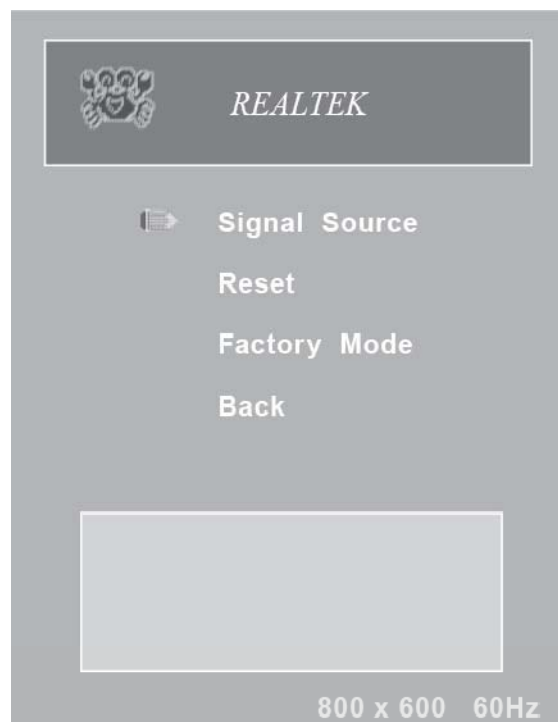 REALTEK
Signal Source
Reset
Factory Mode
Back
800 x 600 60Hz